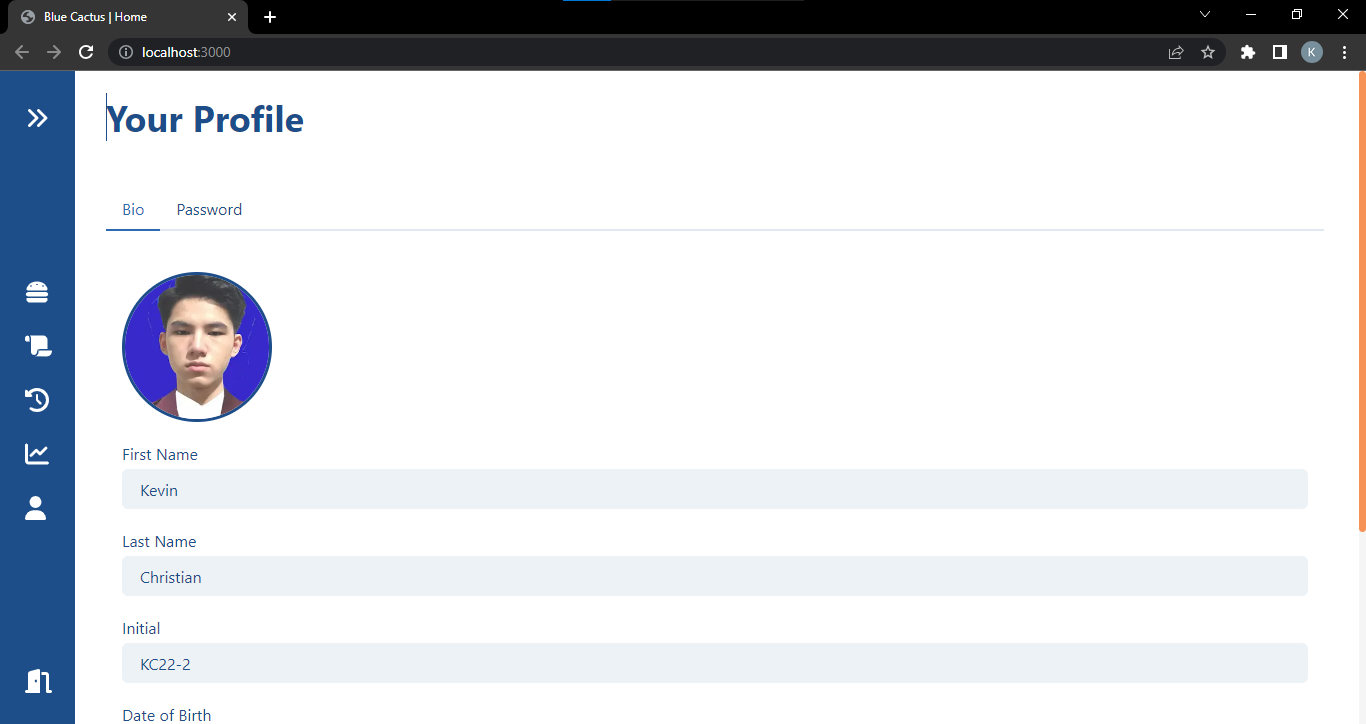 Blue Cactus | Home
localhost:3000
K
Your Profile
Bio Password
First Name
Kevin
Last Name
Christian
Initial
KC22-2
Date of Birth